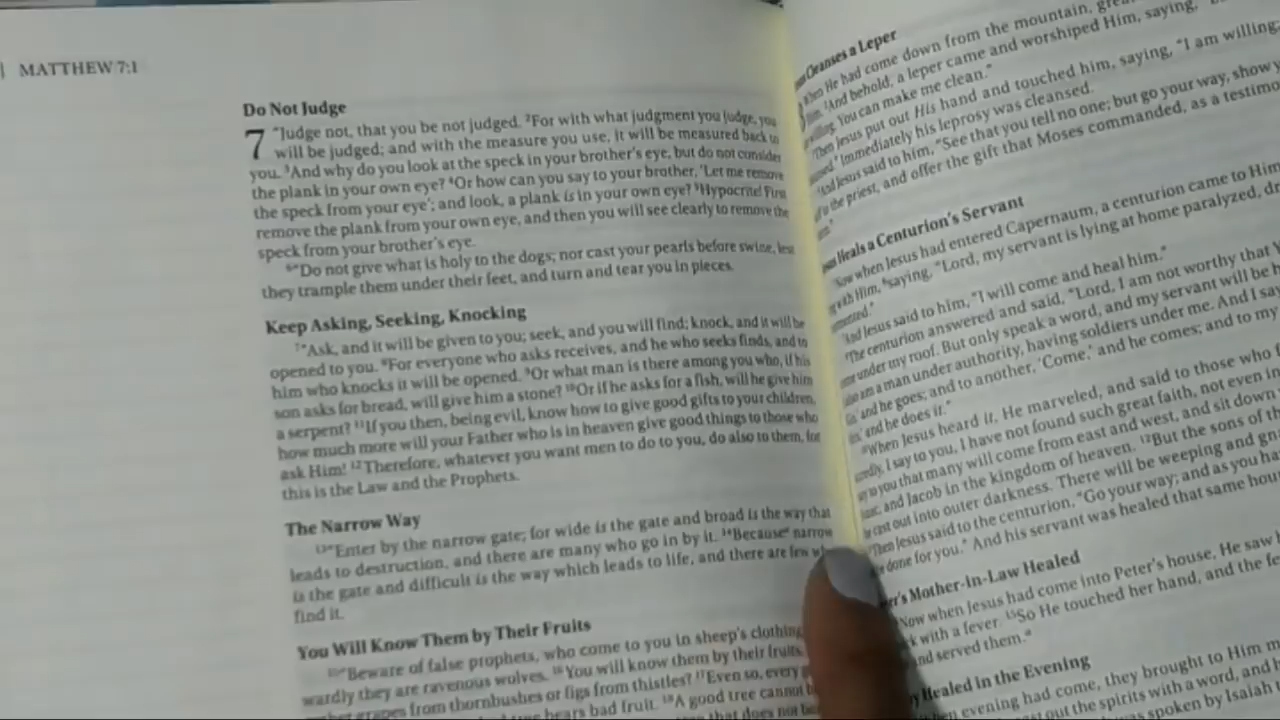 MATTHEW 7:1
Do Not Judge
7 "Judge not, that you be not judged. ²For with what judgment you judge, you
will be judged; and with the measure you use, it will be measured back to
you. ³And why do you look at the speck in your brother's eye, but do not consider
the plank in your own eye? ⁴Or how can you say to your brother, 'Let me remove
the speck from your eye'; and look, a plank is in your own eye? ⁵Hypocrite! First
remove the plank from your own eye, and then you will see clearly to remove the
speck from your brother's eye.
⁶"Do not give what is holy to the dogs; nor cast your pearls before swine, lest
they trample them under their feet, and turn and tear you in pieces.
Keep Asking, Seeking, Knocking
⁷"Ask, and it will be given to you; seek, and you will find; knock, and it will be
opened to you. ⁸For everyone who asks receives, and he who seeks finds, and to
him who knocks it will be opened. ⁹Or what man is there among you who, if his
son asks for bread, will give him a stone? ¹⁰Or if he asks for a fish, will he give him
a serpent? ¹¹If you then, being evil, know how to give good gifts to your children,
how much more will your Father who is in heaven give good things to those who
ask Him! ¹²Therefore, whatever you want men to do to you, do also to them, for
this is the Law and the Prophets.
The Narrow Way
¹³"Enter by the narrow gate; for wide is the gate and broad is the way that
leads to destruction, and there are many who go in by it. ¹⁴Because narrow
is the gate and difficult is the way which leads to life, and there are few
find it.
You Will Know Them by Their Fruits
¹⁵"Beware of false prophets, who come to you in sheep's clothing
wardly they are ravenous wolves. ¹⁶You will know them by their fruits.
grapes from thornbushes or figs from thistles? ¹⁷Even so, every
bears bad fruit. ¹⁸A good tree cannot
that does not
Cleanses a Leper
When He had come down from the mountain,
²And behold, a leper came and worshiped Him, saying,
You can make me clean."
Then Jesus put out His hand and touched him, saying, "I am willing;
Immediately his leprosy was cleansed.
And Jesus said to him, "See that you tell no one; but go your way, show
the priest, and offer the gift that Moses commanded, as a
Heals a Centurion's Servant
Now when Jesus had entered Capernaum, a centurion came to Him
with Him, ⁶saying, "Lord, my servant is lying at home paralyzed,
And Jesus said to him, "I will come and heal him."
The centurion answered and said, "Lord, I am not worthy that
under my roof. But only speak a word, and my servant will be
am a man under authority, having soldiers under me. And I say
and he goes; and to another, 'Come,' and he comes; and to my
and he does it."
When Jesus heard it, He marveled, and said to those who
I say to you, I have not found such great faith, not even in
you that many will come from east and west, and sit down
and Jacob in the kingdom of heaven. ¹²But the sons of
cast out into outer darkness. There will be weeping and
Then Jesus said to the centurion, "Go your way; and as you
done for you." And his servant was healed that same
Mother-in-Law Healed
Now when Jesus had come into Peter's house, He saw
with a fever. ¹⁵So He touched her hand, and the
and served them.
Healed in the Evening
evening had come, they brought to Him
out the spirits with a word, and
spoken by Isaiah